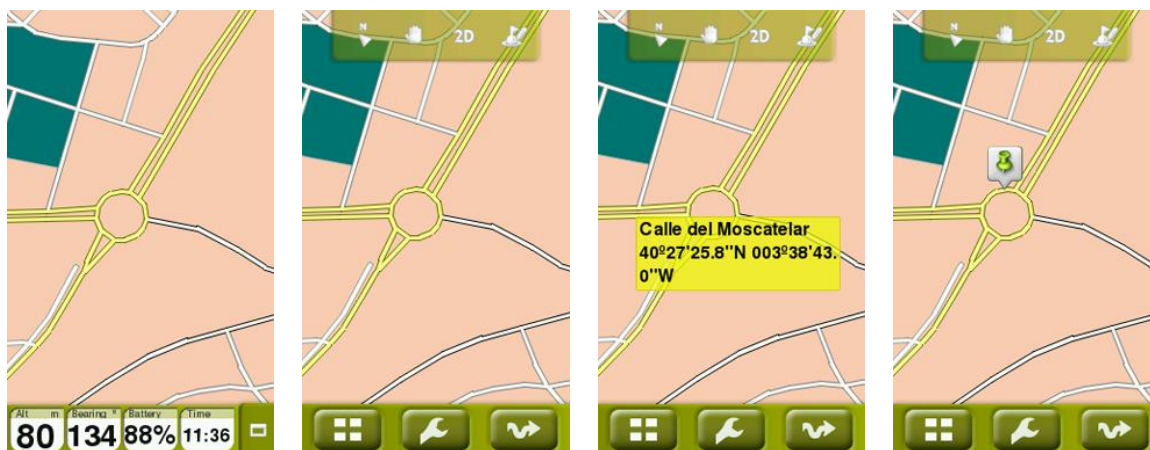 Alt m Bearing ° Battery Time
80 134 88% 11:36
N 2D
N 2D
Calle del Moscatelar
40º27'25.8''N 003º38'43.
0''W
N 2D